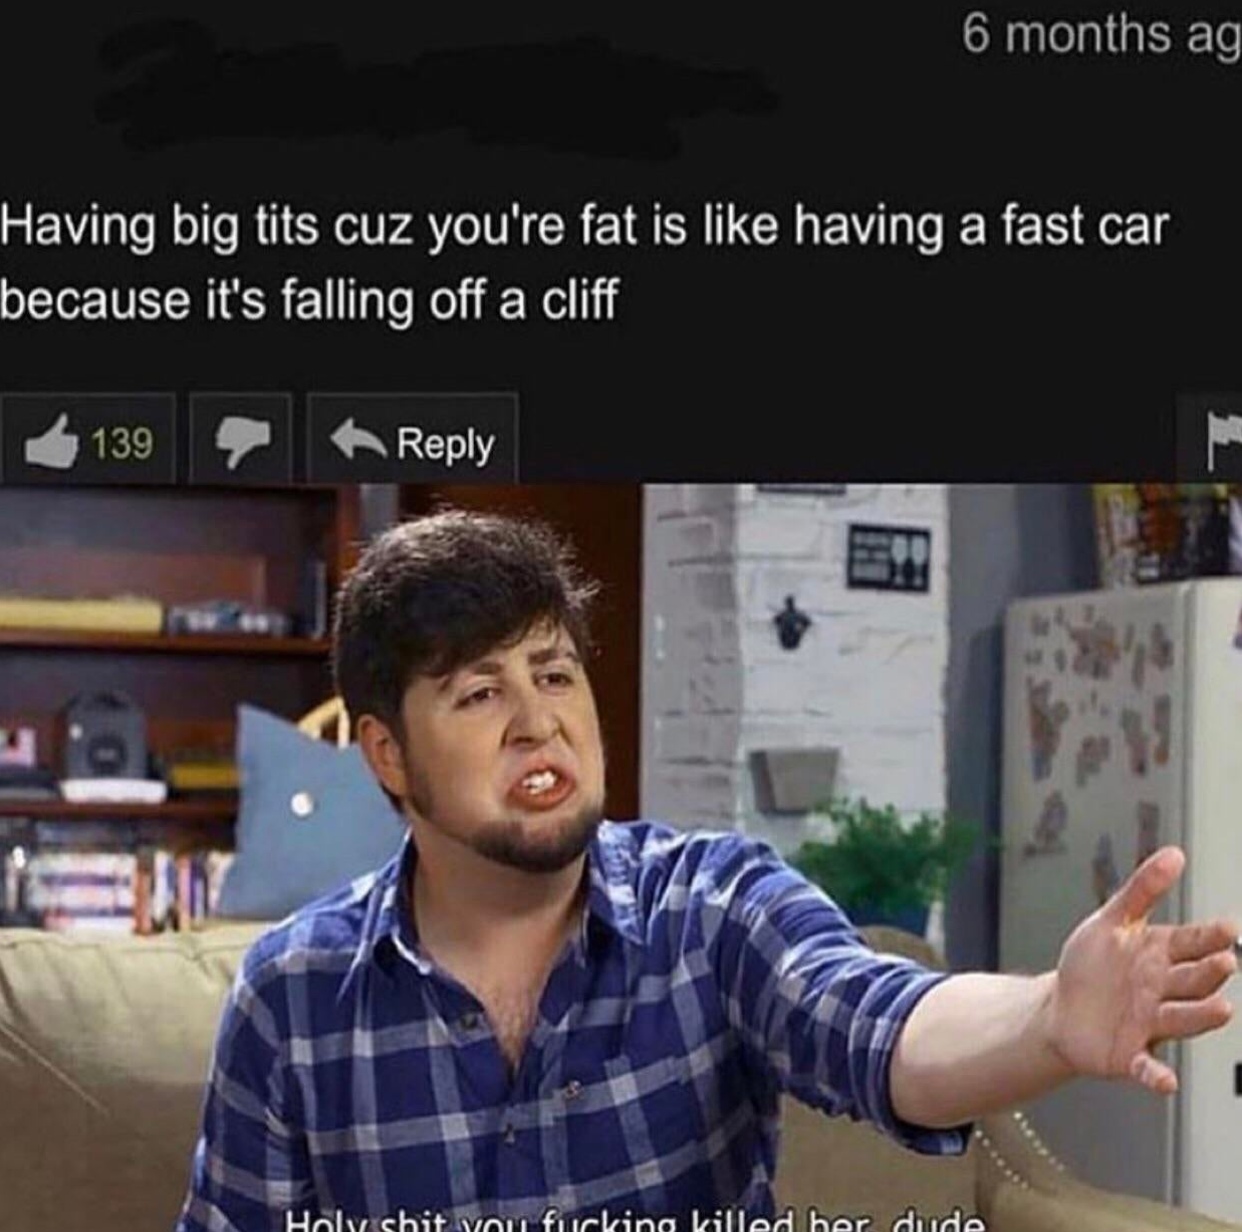 6 months ag
Having big tits cuz you're fat is like having a fast car
because it's falling off a cliff
139
Reply
Holy shit you fucking killed her, dude